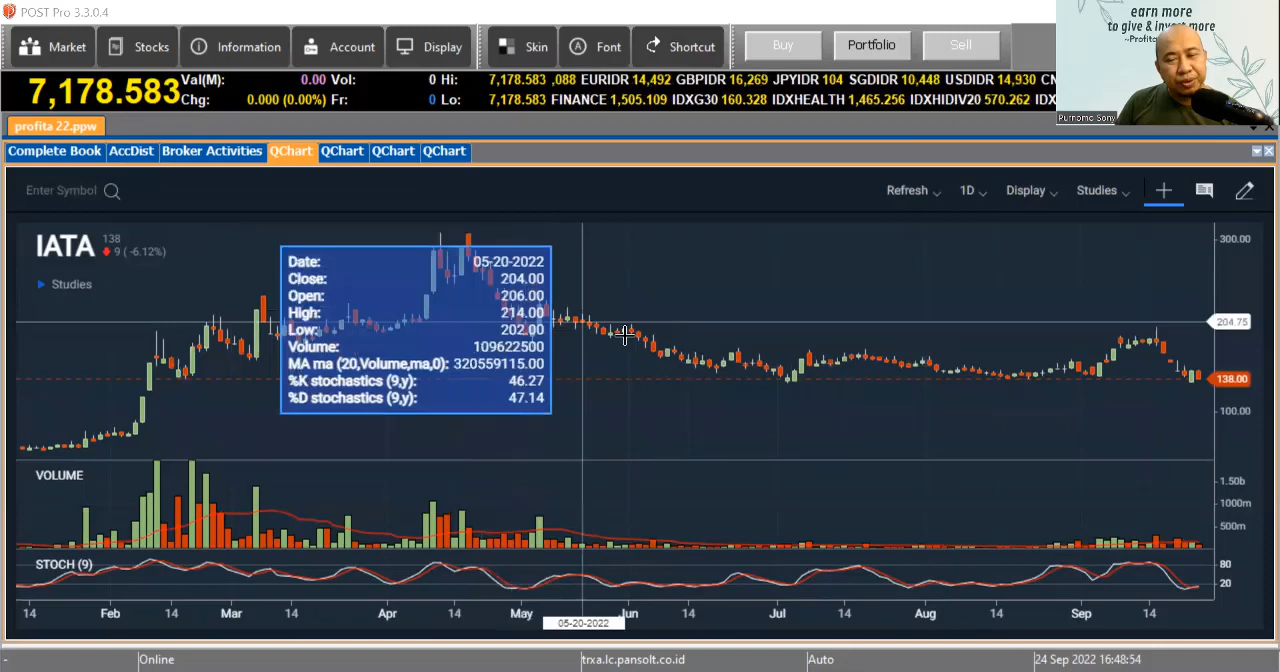 POST Pro 3.3.0.4
earn more
to give & invest more
~Profita
Purnomo Sony
Market
Stocks
Information
Account
Display
Skin
Font
Shortcut
Buy
Portfolio
Sell
7,178.583
Val(M): 0.00 Vol: 0 Hi: 7,178.583 ,088 EURIDR 14,492 GBPIDR 16,269 JPYIDR 104 SGDIDR 10,448 USDIDR 14,930 CN
Chg: 0.000 (0.00%) Fr: 0 Lo: 7,178.583 FINANCE 1,505.109 IDXG30 160.328 IDXHEALTH 1,465.256 IDXHIDIV20 570.262 IDX
profita 22.ppw
Complete Book AccDist Broker Activities QChart QChart QChart QChart
Enter Symbol
Refresh 1D Display Studies
IATA
138
9 (-6.12%)
Studies
Date: 05-20-2022
Close: 204.00
Open: 206.00
High: 214.00
Low: 202.00
Volume: 109622500
MA ma (20,Volume,ma,0): 320559115.00
%K stochastics (9,y): 46.27
%D stochastics (9,y): 47.14
300.00
204.75
138.00
100.00
VOLUME
1.50b
1000m
500m
STOCH (9)
80
20
14 Feb 14 Mar 14 Apr 14 May Jun 14 Jul 14 Aug 14 Sep 14
05-20-2022
- Online trxa.lc.pansolt.co.id Auto 24 Sep 2022 16:48:54